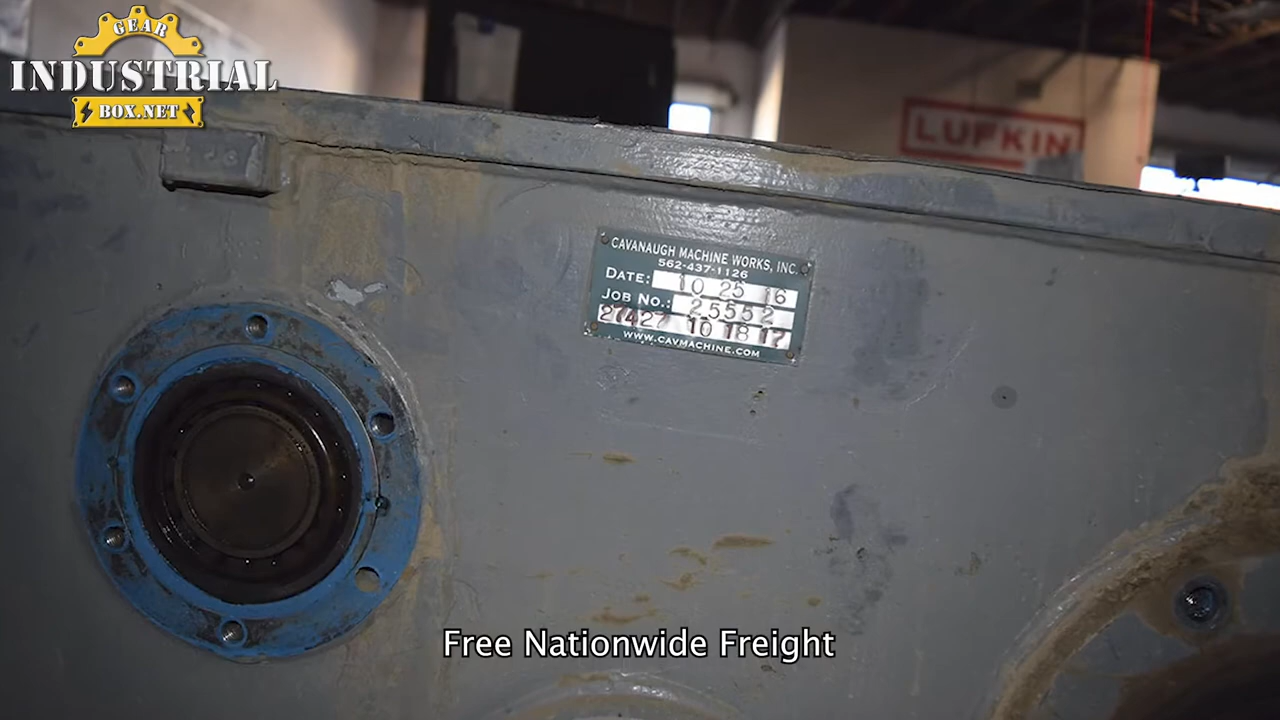 GEAR
INDUSTRIAL
BOX.NET
LUFKIN
CAVANAUGH MACHINE WORKS, INC.
562-437-1126
DATE: 10 25 16
JOB NO.: 25552
27427 10 18 17
WWW.CAVMACHINE.COM
Free Nationwide Freight